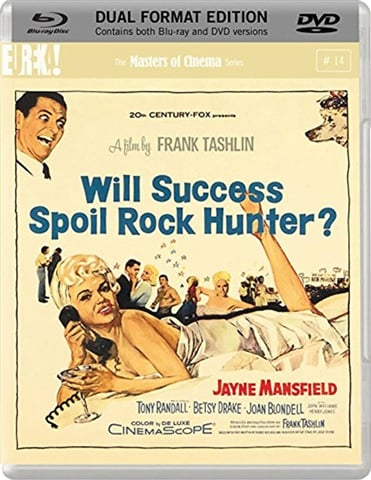 Blu-ray Disc
DUAL FORMAT EDITION
Contains both Blu-ray and DVD versions
DVD
VIDEO
EUREKA!
The Masters of Cinema Series
# 14
20TH CENTURY-FOX presents
A film by FRANK TASHLIN
Will Success
Spoil Rock Hunter?
JAYNE MANSFIELD
TONY RANDALL · BETSY DRAKE · JOAN BLONDELL
COLOR by DE LUXE
CINEMASCOPE
FRANK TASHLIN